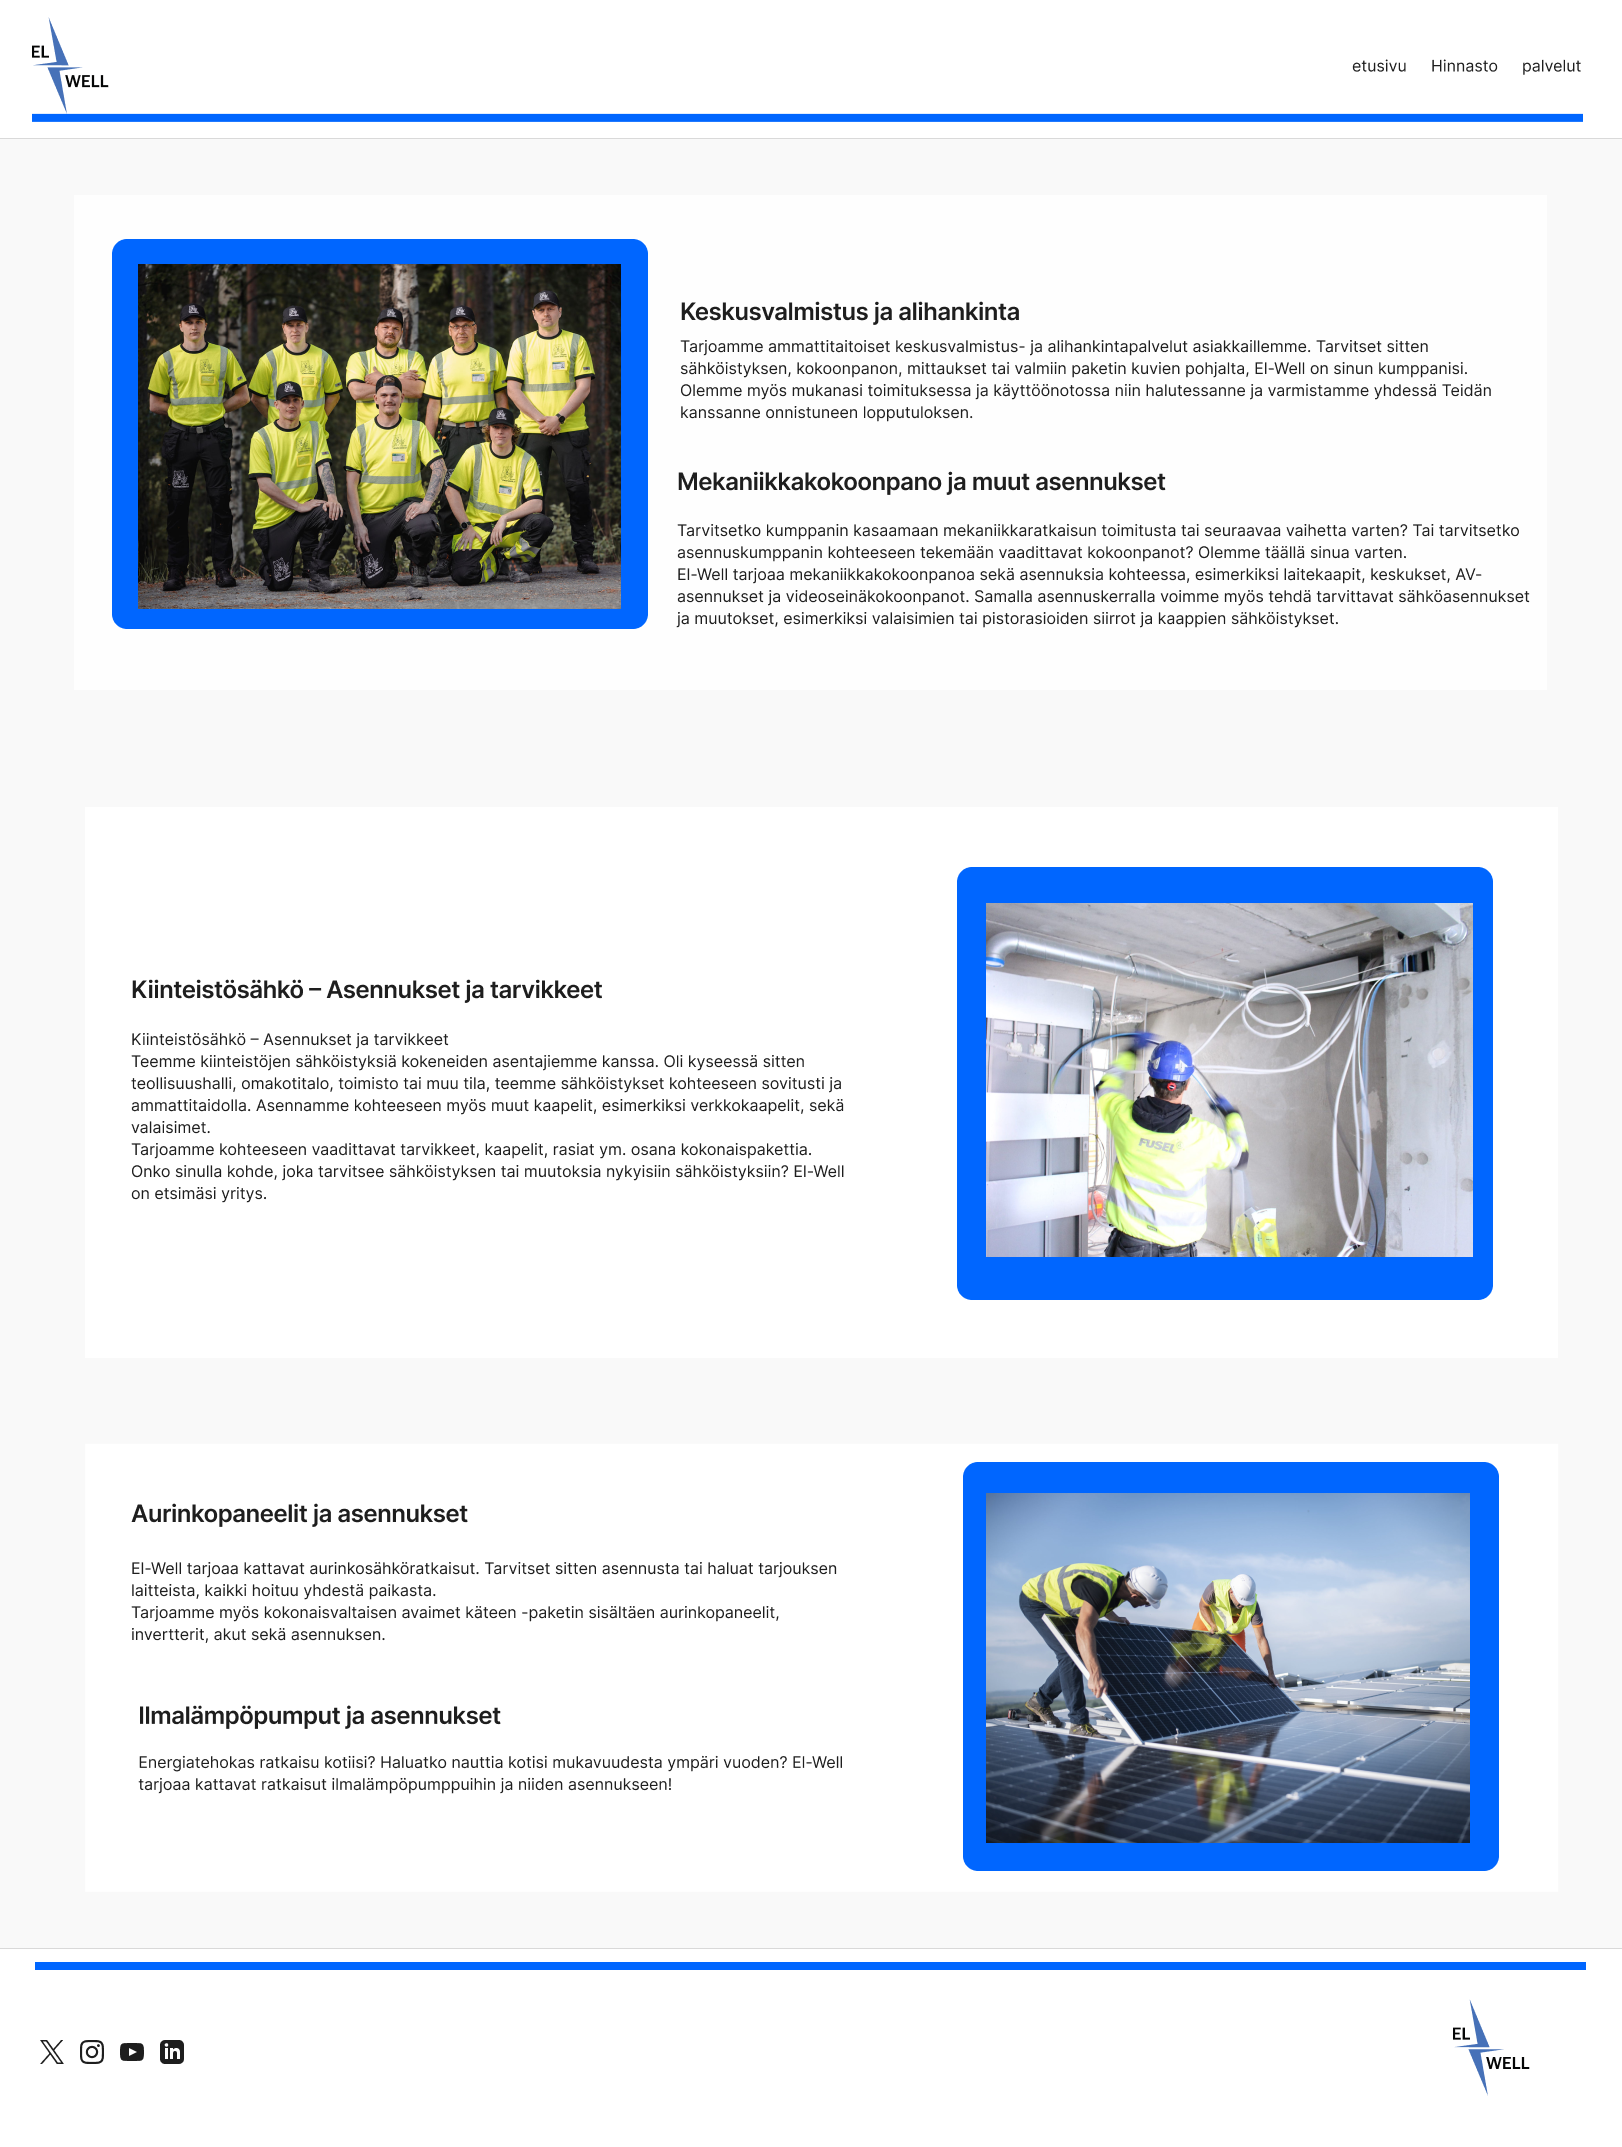 EL
WELL
etusivu Hinnasto palvelut
Keskusvalmistus ja alihankinta
Tarjoamme ammattitaitoiset keskusvalmistus- ja alihankintapalvelut asiakkaillemme. Tarvitset sitten
sähköistyksen, kokoonpanon, mittaukset tai valmiin paketin kuvien pohjalta, El-Well on sinun kumppanisi.
Olemme myös mukanasi toimituksessa ja käyttöönotossa niin halutessanne ja varmistamme yhdessä Teidän
kanssanne onnistuneen lopputuloksen.
Mekaniikkakokoonpano ja muut asennukset
Tarvitsetko kumppanin kasaamaan mekaniikkaratkaisun toimitusta tai seuraavaa vaihetta varten? Tai tarvitsetko
asennuskumppanin kohteeseen tekemään vaadittavat kokoonpanot? Olemme täällä sinua varten.
El-Well tarjoaa mekaniikkakokoonpanoa sekä asennuksia kohteessa, esimerkiksi laitekaapit, keskukset, AV-
asennukset ja videoseinäkokoonpanot. Samalla asennuskerralla voimme myös tehdä tarvittavat sähköasennukset
ja muutokset, esimerkiksi valaisimien tai pistorasioiden siirrot ja kaappien sähköistykset.
Kiinteistösähkö – Asennukset ja tarvikkeet
Kiinteistösähkö – Asennukset ja tarvikkeet
Teemme kiinteistöjen sähköistyksiä kokeneiden asentajiemme kanssa. Oli kyseessä sitten
teollisuushalli, omakotitalo, toimisto tai muu tila, teemme sähköistykset kohteeseen sovitusti ja
ammattitaidolla. Asennamme kohteeseen myös muut kaapelit, esimerkiksi verkkokaapelit, sekä
valaisimet.
Tarjoamme kohteeseen vaadittavat tarvikkeet, kaapelit, rasiat ym. osana kokonaispakettia.
Onko sinulla kohde, joka tarvitsee sähköistyksen tai muutoksia nykyisiin sähköistyksiin? El-Well
on etsimäsi yritys.
FUSEL
Aurinkopaneelit ja asennukset
El-Well tarjoaa kattavat aurinkosähköratkaisut. Tarvitset sitten asennusta tai haluat tarjouksen
laitteista, kaikki hoituu yhdestä paikasta.
Tarjoamme myös kokonaisvaltaisen avaimet käteen -paketin sisältäen aurinkopaneelit,
invertterit, akut sekä asennuksen.
Ilmalämpöpumput ja asennukset
Energiatehokas ratkaisu kotiisi? Haluatko nauttia kotisi mukavuudesta ympäri vuoden? El-Well
tarjoaa kattavat ratkaisut ilmalämpöpumppuihin ja niiden asennukseen!
EL
WELL